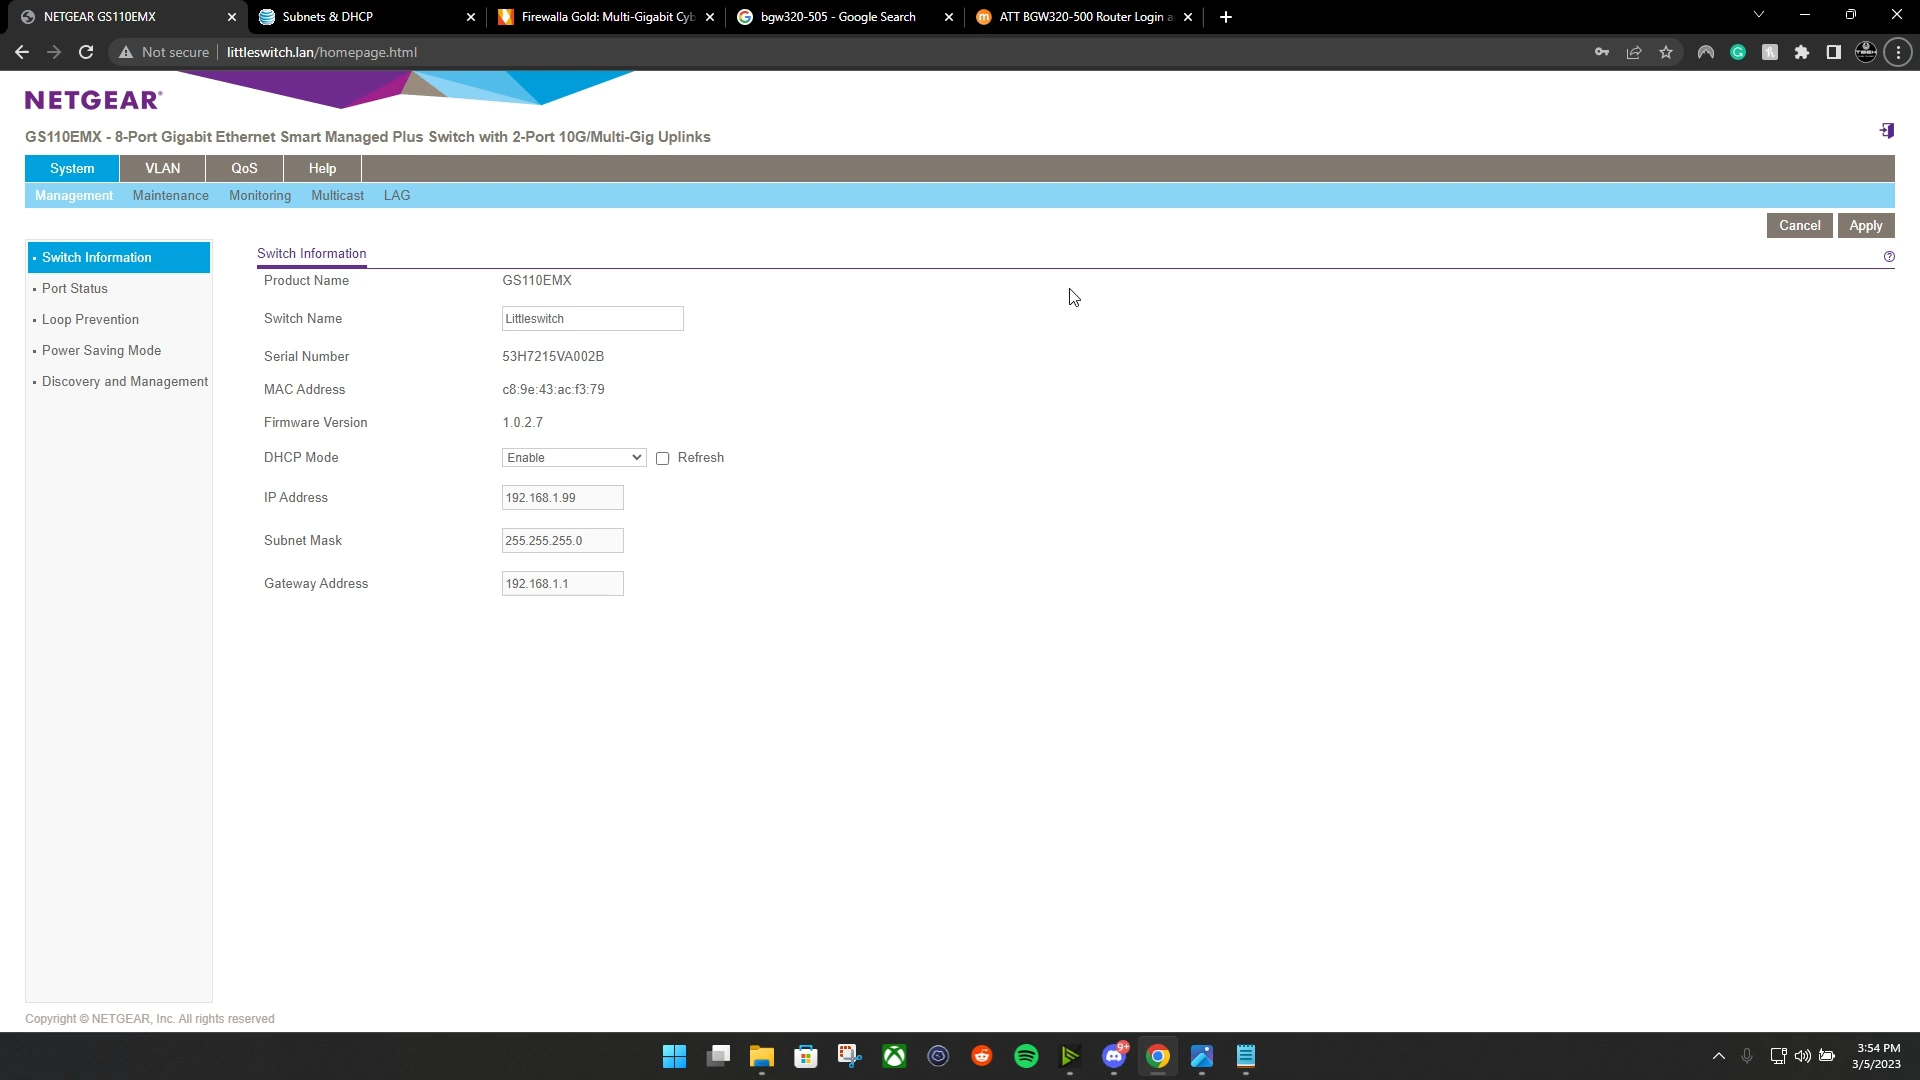 NETGEAR GS110EMX
Subnets & DHCP
Firewalla Gold: Multi-Gigabit Cyb
bgw320-505 - Google Search
ATT BGW320-500 Router Login a
Not secure
littleswitch.lan/homepage.html
NETGEAR®
GS110EMX - 8-Port Gigabit Ethernet Smart Managed Plus Switch with 2-Port 10G/Multi-Gig Uplinks
System VLAN QoS Help
Management Maintenance Monitoring Multicast LAG
Cancel Apply
Switch Information
Port Status
Loop Prevention
Power Saving Mode
Discovery and Management
Switch Information
Product Name GS110EMX
Switch Name Littleswitch
Serial Number 53H7215VA002B
MAC Address c8:9e:43:ac:f3:79
Firmware Version 1.0.2.7
DHCP Mode Enable Refresh
IP Address 192.168.1.99
Subnet Mask 255.255.255.0
Gateway Address 192.168.1.1
Copyright © NETGEAR, Inc. All rights reserved
9+
3:54 PM
3/5/2023